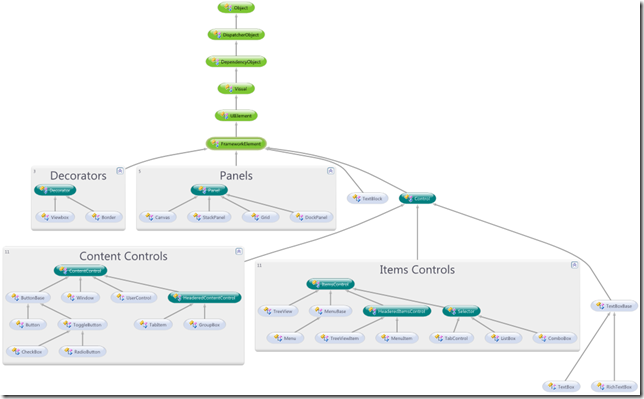 Object
DispatcherObject
DependencyObject
Visual
UIElement
FrameworkElement
Decorators
Panels
Decorator
Panel
TextBlock
Control
Viewbox
Border
Canvas
StackPanel
Grid
DockPanel
Content Controls
Items Controls
ContentControl
ItemsControl
ButtonBase
Window
UserControl
HeaderedContentControl
TreeView
MenuBase
HeaderedItemsControl
Selector
TextBoxBase
Button
ToggleButton
TabItem
GroupBox
Menu
TreeViewItem
MenuItem
TabControl
ListBox
ComboBox
CheckBox
RadioButton
TextBox
RichTextBox